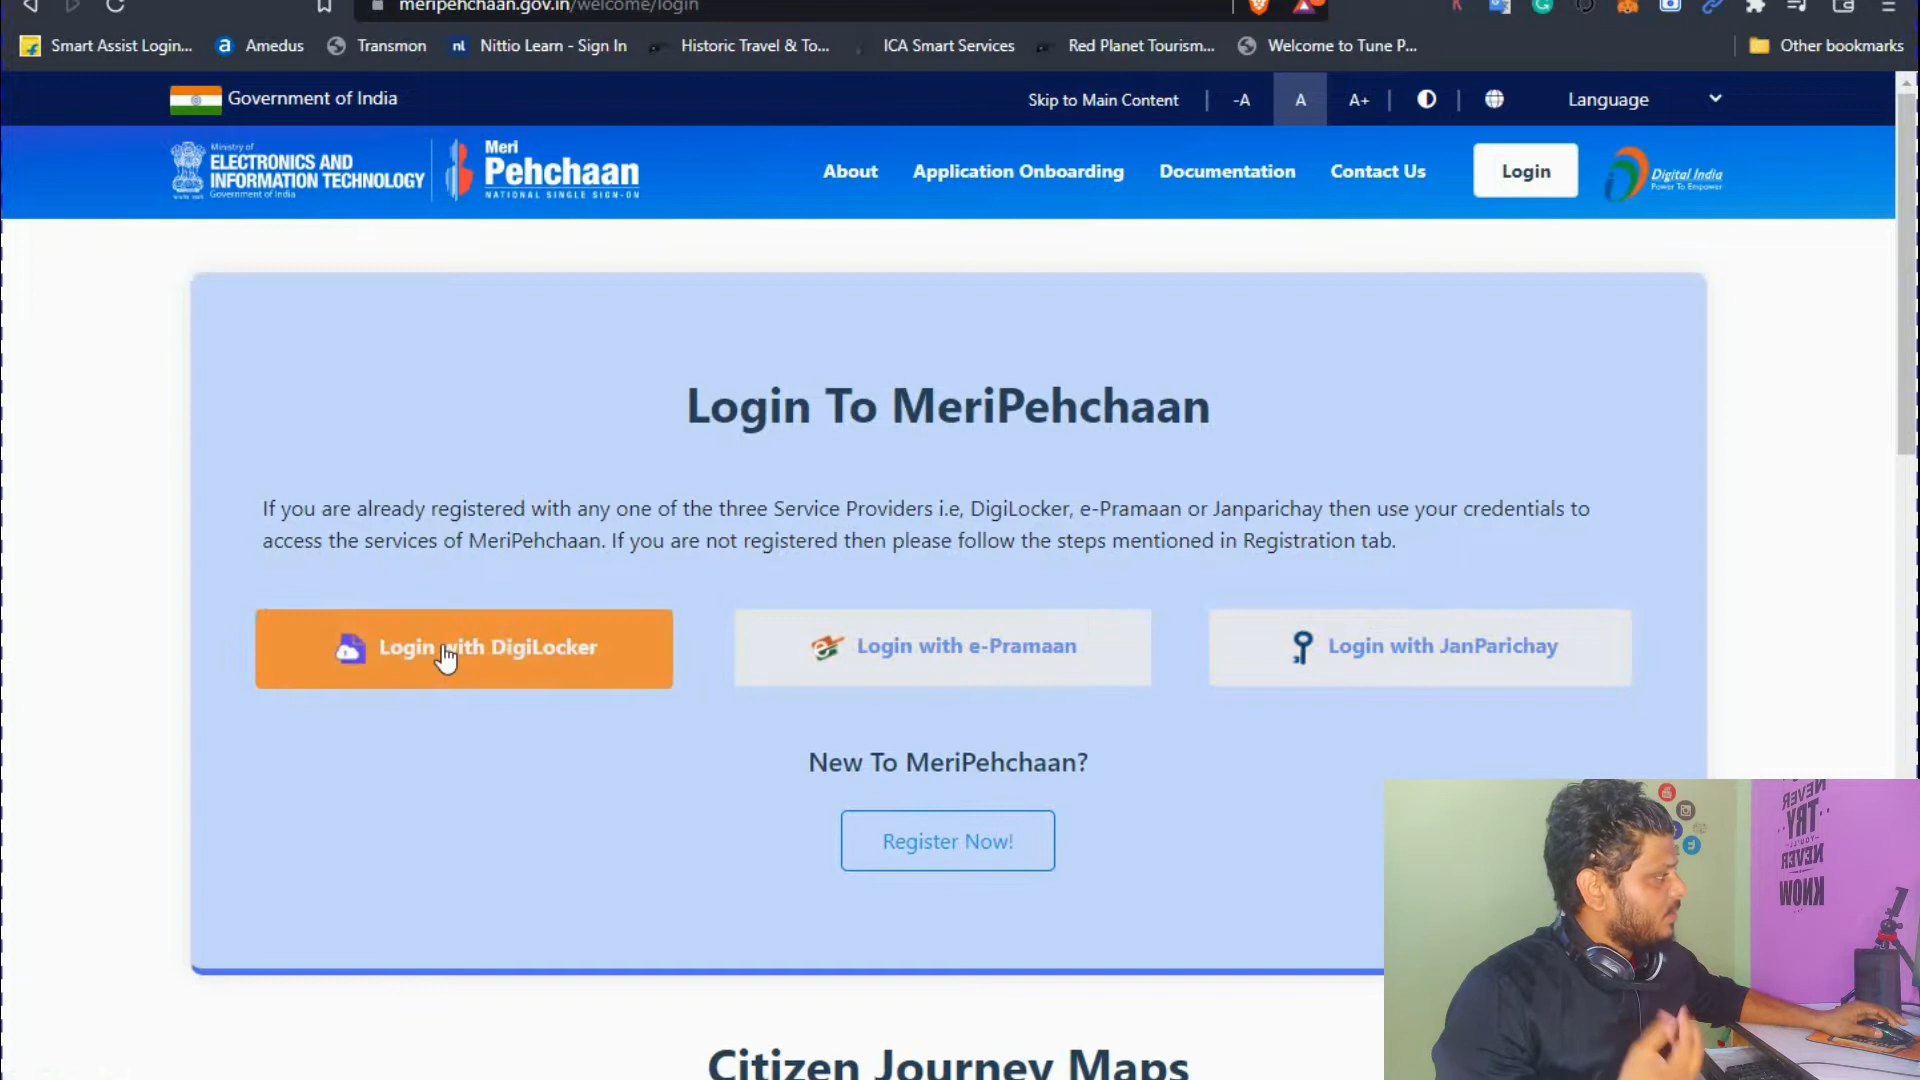 meripehchaan.gov.in/welcome/login
Smart Assist Login...
Amedus
Transmon
Nittio Learn - Sign In
Historic Travel & To...
ICA Smart Services
Red Planet Tourism...
Welcome to Tune P...
Other bookmarks
Government of India
Skip to Main Content
-A
A
A+
Language
Ministry of
ELECTRONICS AND
INFORMATION TECHNOLOGY
Government of India
Meri
Pehchaan
NATIONAL SINGLE SIGN-ON
About
Application Onboarding
Documentation
Contact Us
Login
Digital India
Power To Empower
Login To MeriPehchaan
If you are already registered with any one of the three Service Providers i.e, DigiLocker, e-Pramaan or Janparichay then use your credentials to
access the services of MeriPehchaan. If you are not registered then please follow the steps mentioned in Registration tab.
Login with DigiLocker
Login with e-Pramaan
Login with JanParichay
New To MeriPehchaan?
Register Now!
NEVER
TRY
YOU'LL
NEVER
KNOW
Citizen Journey Maps